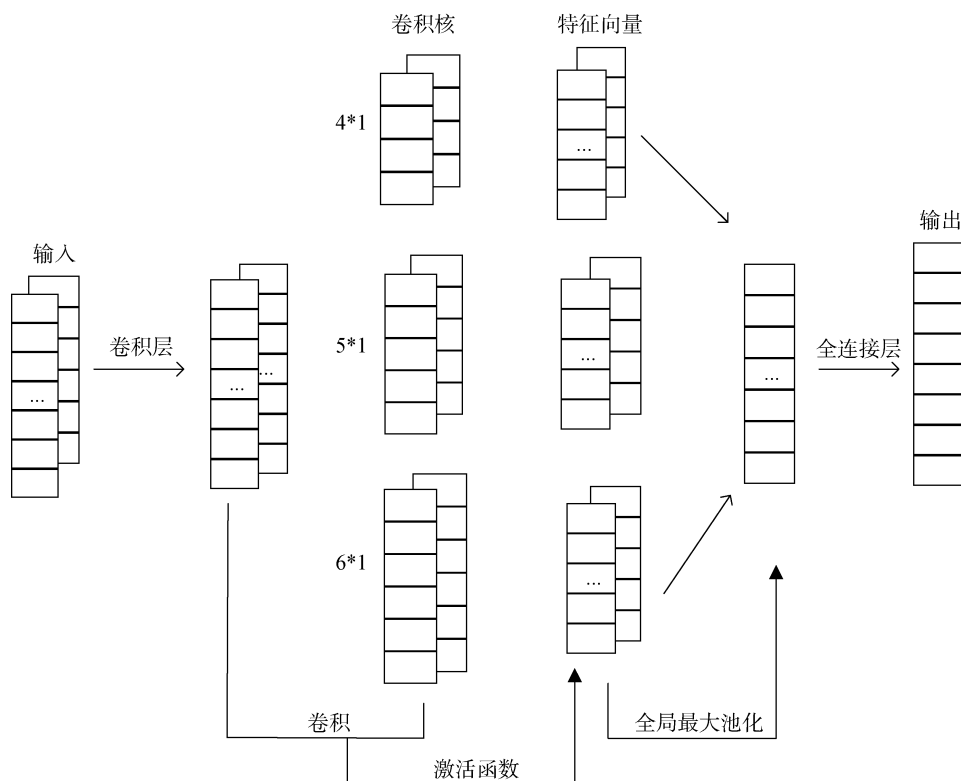 卷积核
特征向量
4*1
...
输出
输入
卷积层
5*1
全连接层
...
...
...
...
...
6*1
...
卷积
全局最大池化
激活函数